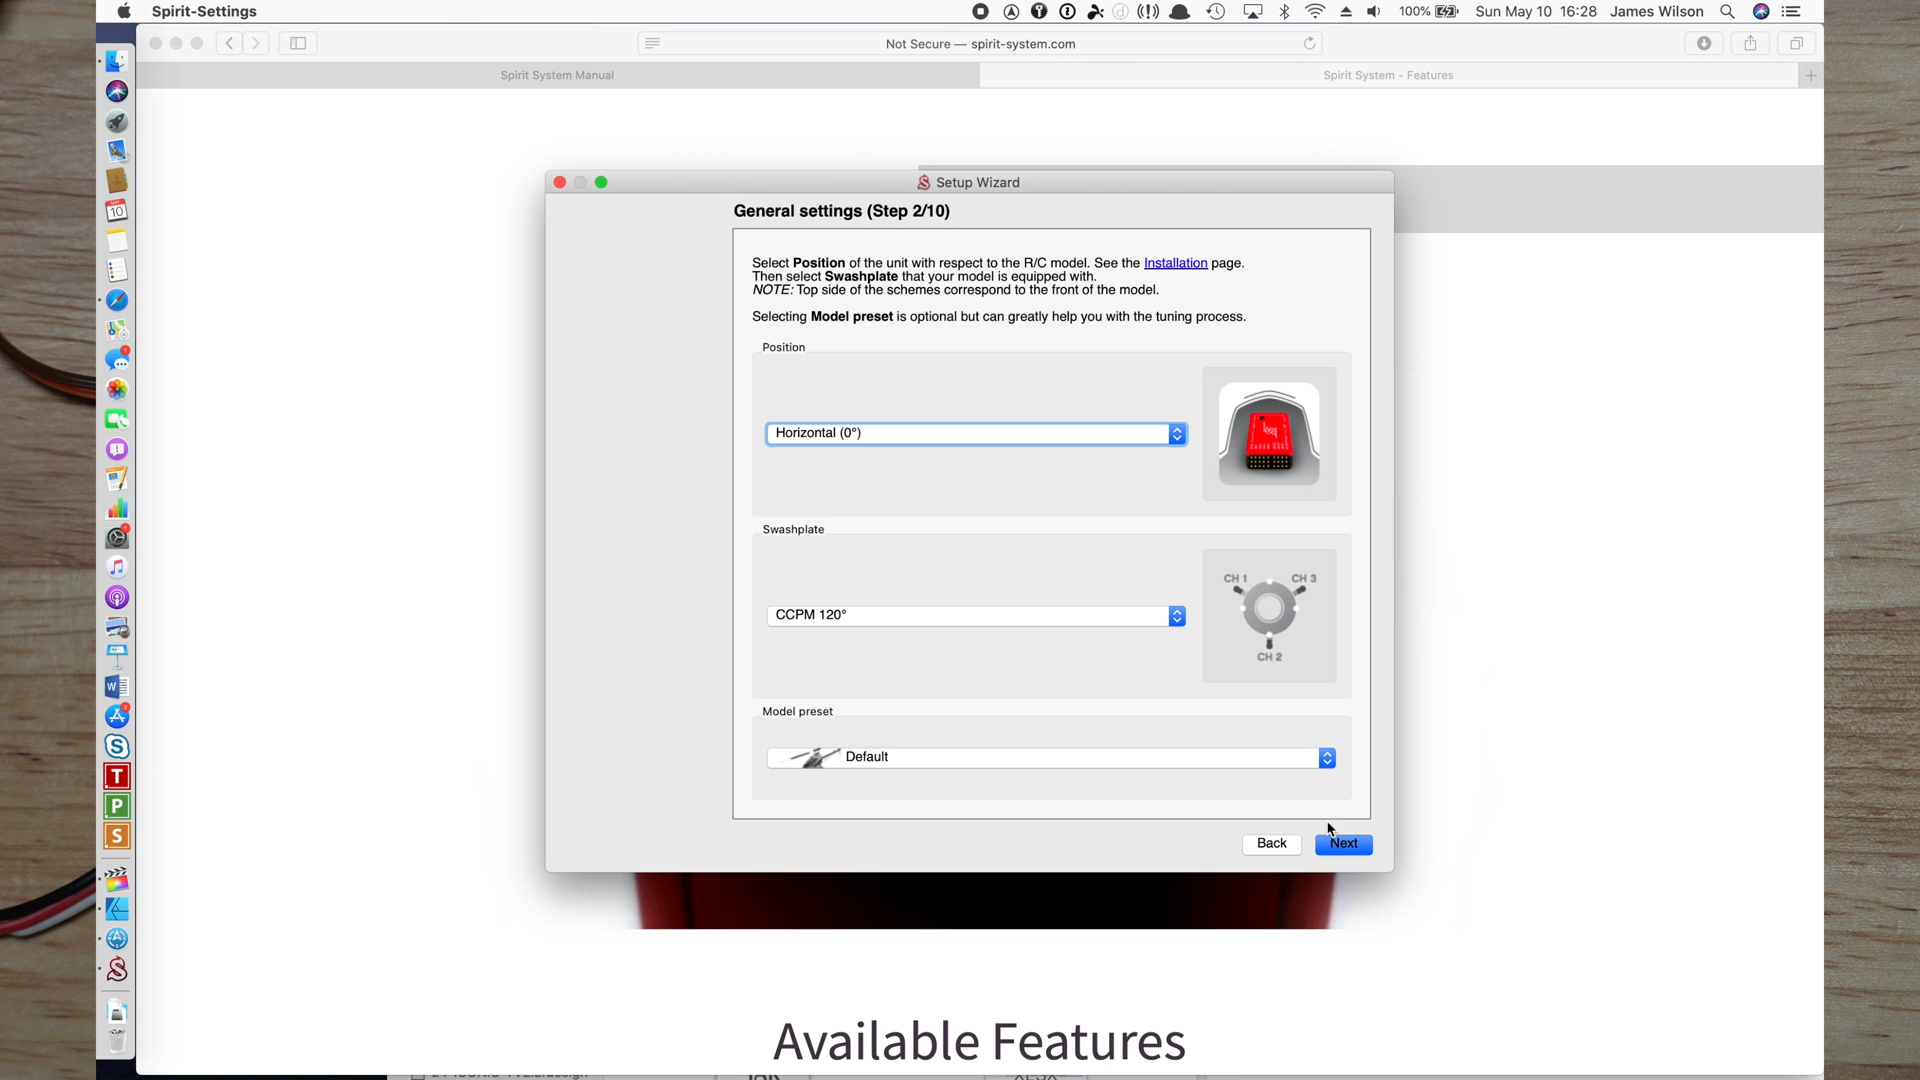 Spirit-Settings
100%
Sun May 10 16:28
James Wilson
Not Secure — spirit-system.com
Spirit System Manual
Spirit System - Features
Setup Wizard
General settings (Step 2/10)
Select Position of the unit with respect to the R/C model. See the Installation page.
Then select Swashplate that your model is equipped with.
NOTE: Top side of the schemes correspond to the front of the model.
Selecting Model preset is optional but can greatly help you with the tuning process.
Position
Horizontal (0°)
Swashplate
CCPM 120°
CH 1
CH 3
CH 2
Model preset
Default
Back
Next
Available Features